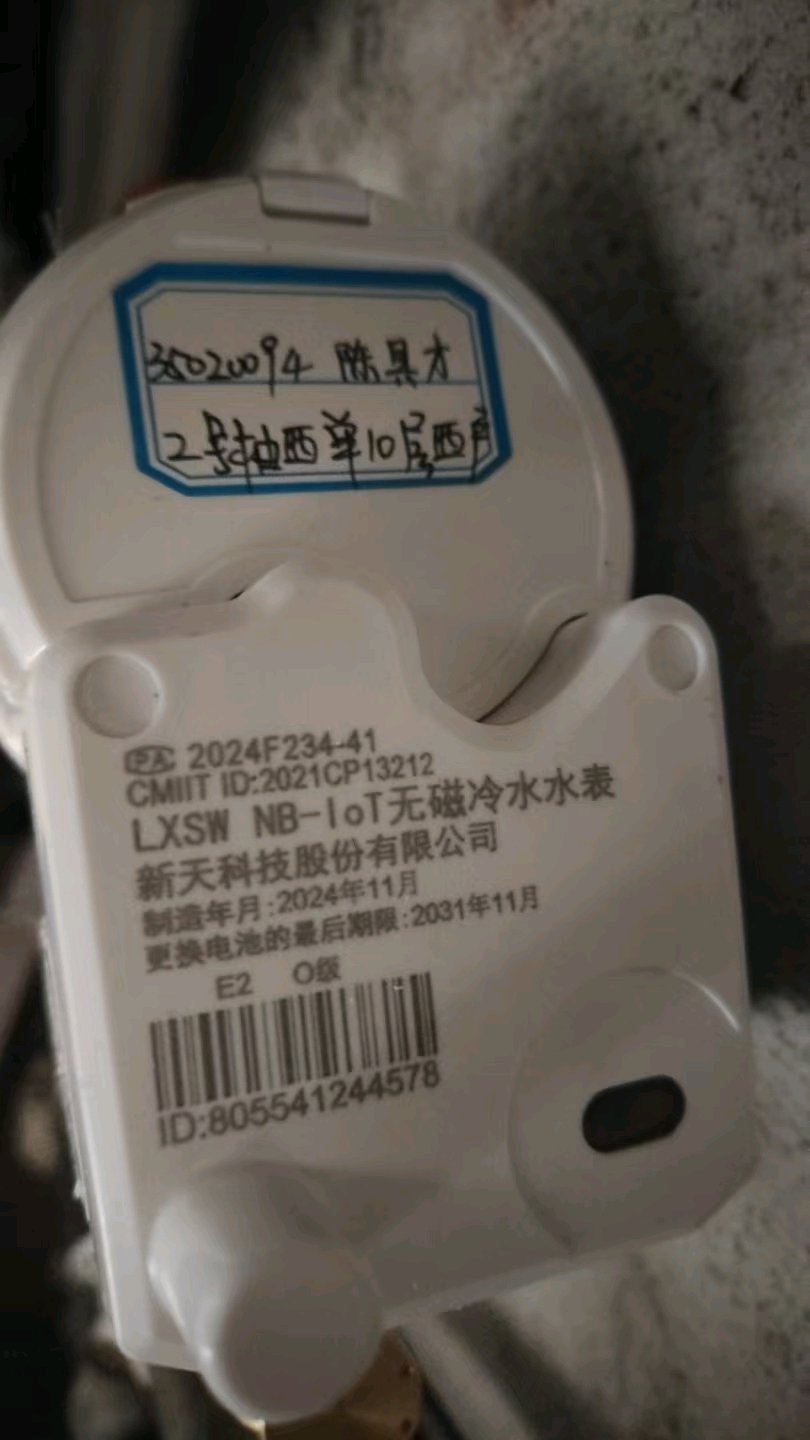 35020094 陈具才
2号抽西单10层西户
PA 2024F234-41
CMIIT ID:2021CP13212
LXSW NB-IoT无磁冷水水表
新天科技股份有限公司
制造年月:2024年11月
更换电池的最后期限:2031年11月
E2 O级
ID:805541244578